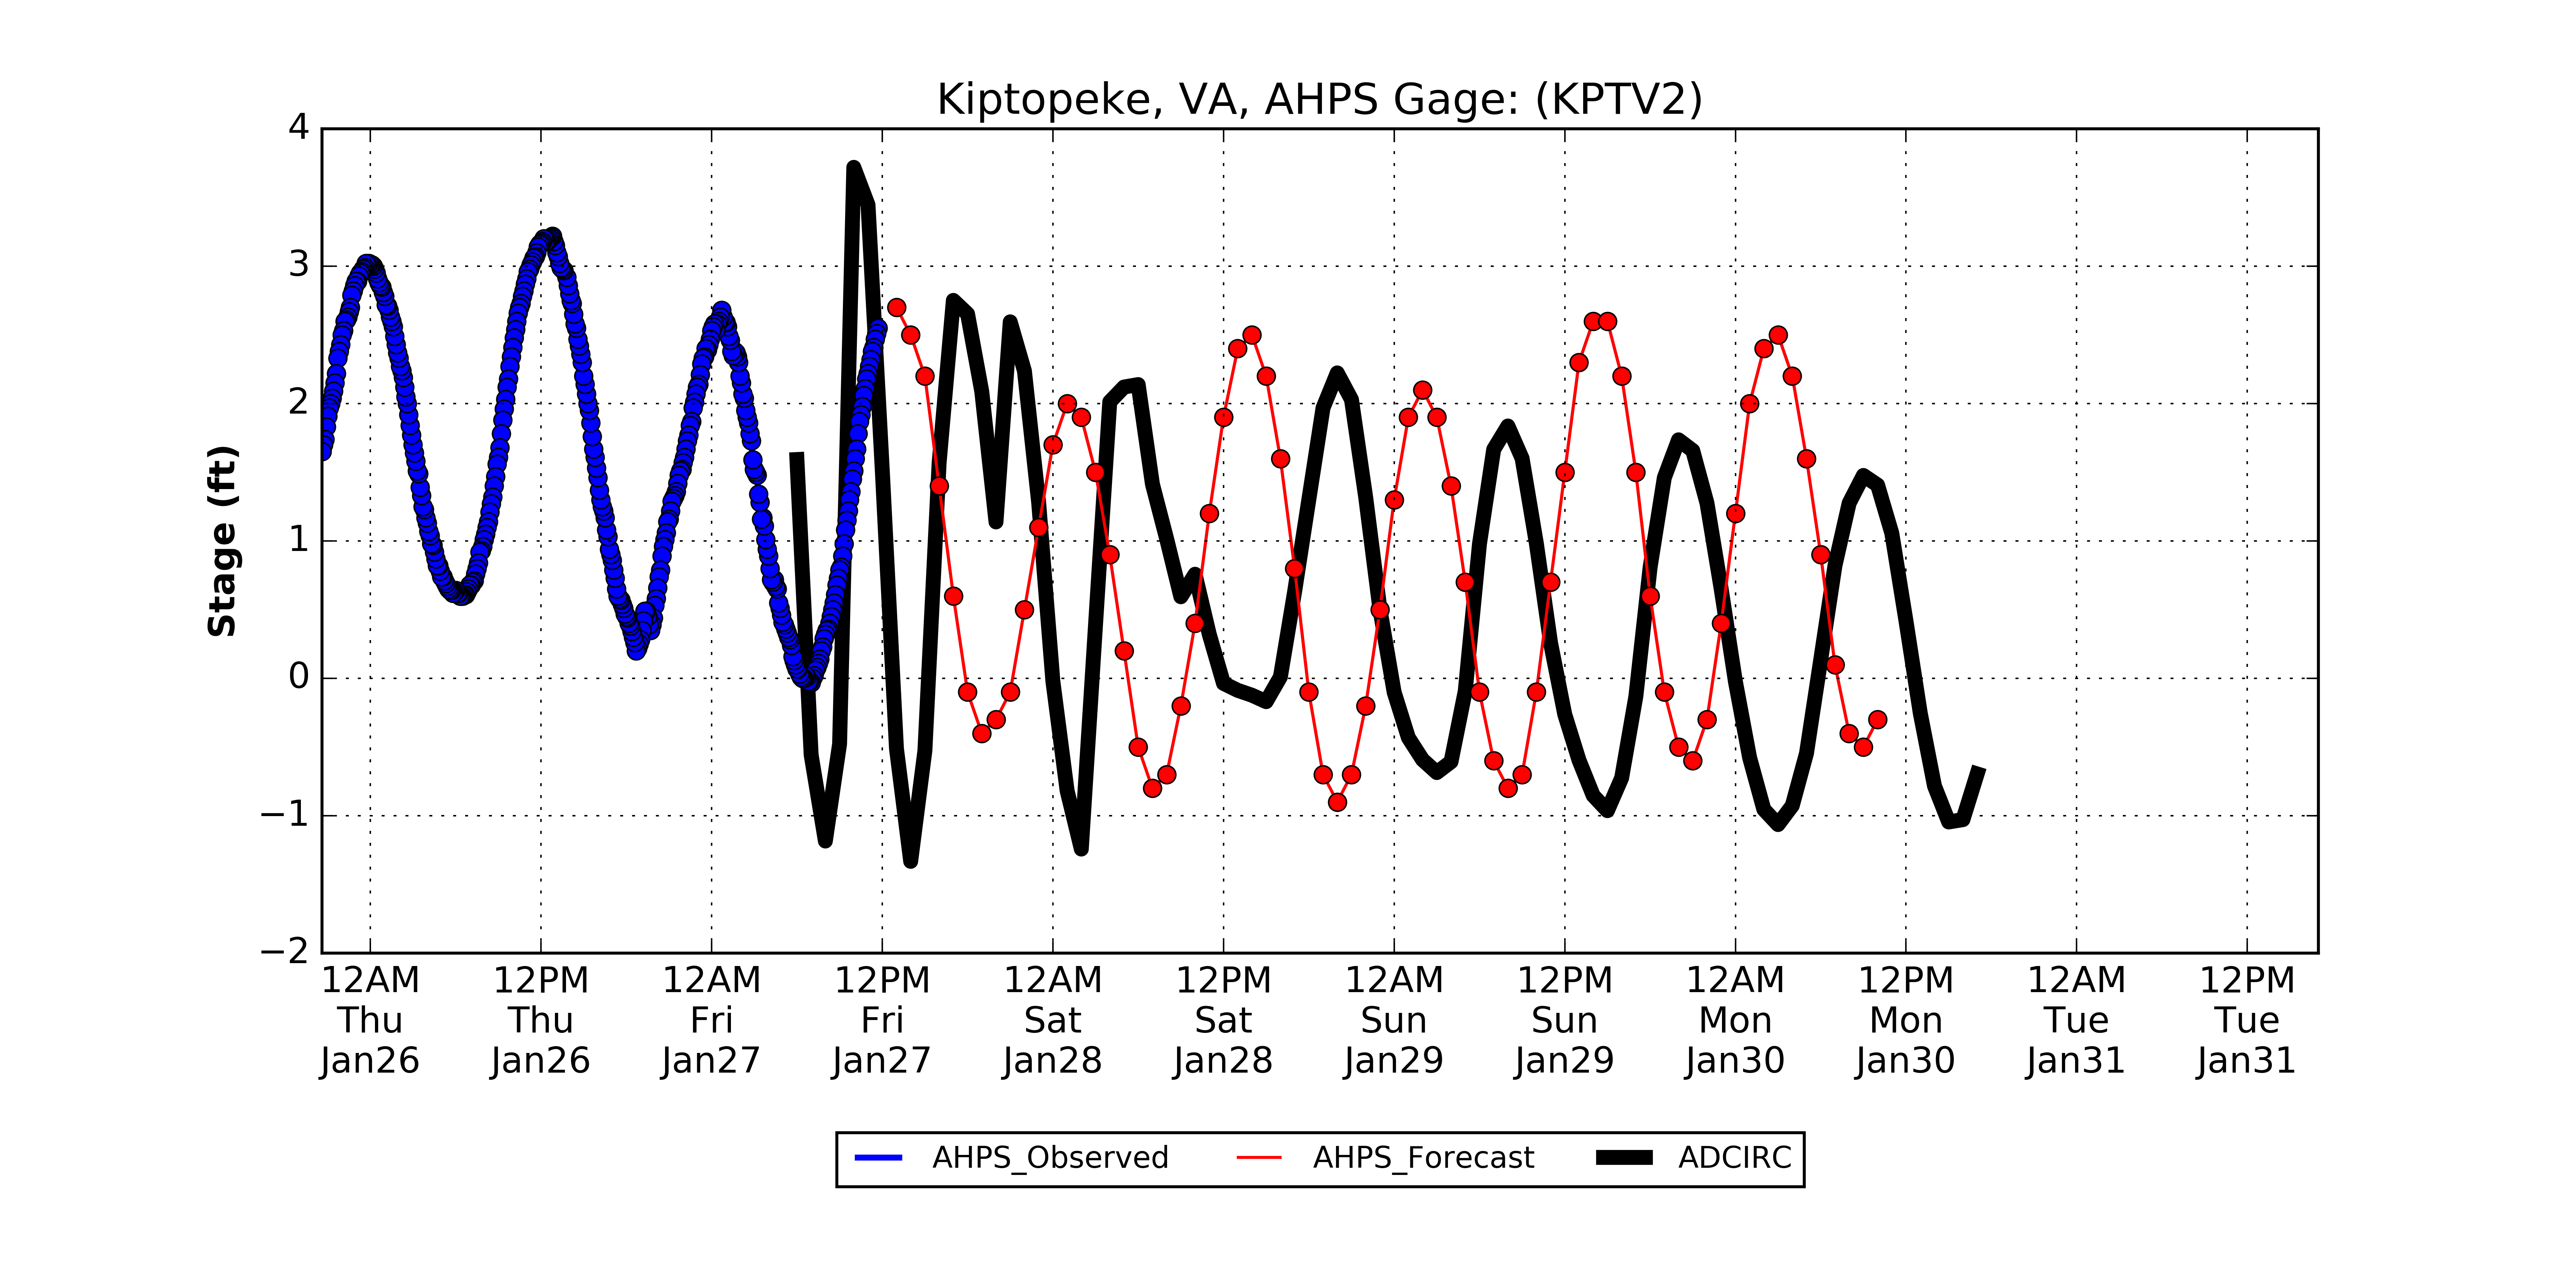 Kiptopeke, VA, AHPS Gage: (KPTV2)
Stage (ft)
4
3
2
1
0
−1
−2
12AM 12PM 12AM 12PM 12AM 12PM 12AM 12PM 12AM 12PM 12AM 12PM
Thu Thu Fri Fri Sat Sat Sun Sun Mon Mon Tue Tue
Jan26 Jan26 Jan27 Jan27 Jan28 Jan28 Jan29 Jan29 Jan30 Jan30 Jan31 Jan31
AHPS_Observed AHPS_Forecast ADCIRC